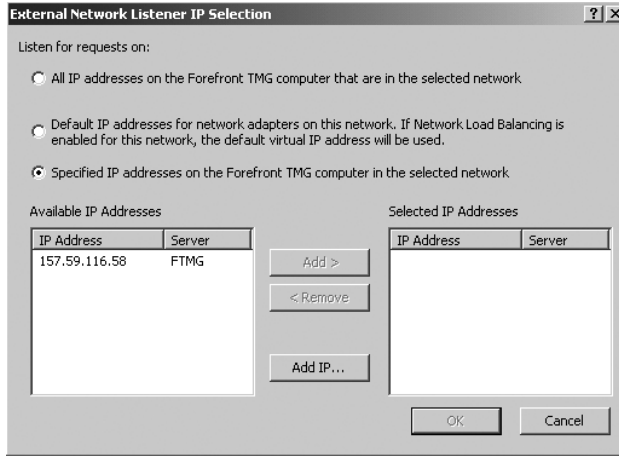 External Network Listener IP Selection
Listen for requests on:
All IP addresses on the Forefront TMG computer that are in the selected network
Default IP addresses for network adapters on this network. If Network Load Balancing is
enabled for this network, the default virtual IP address will be used.
Specified IP addresses on the Forefront TMG computer in the selected network
Available IP Addresses
Selected IP Addresses
IP Address Server
IP Address Server
157.59.116.58 FTMG
Add >
< Remove
Add IP...
OK Cancel